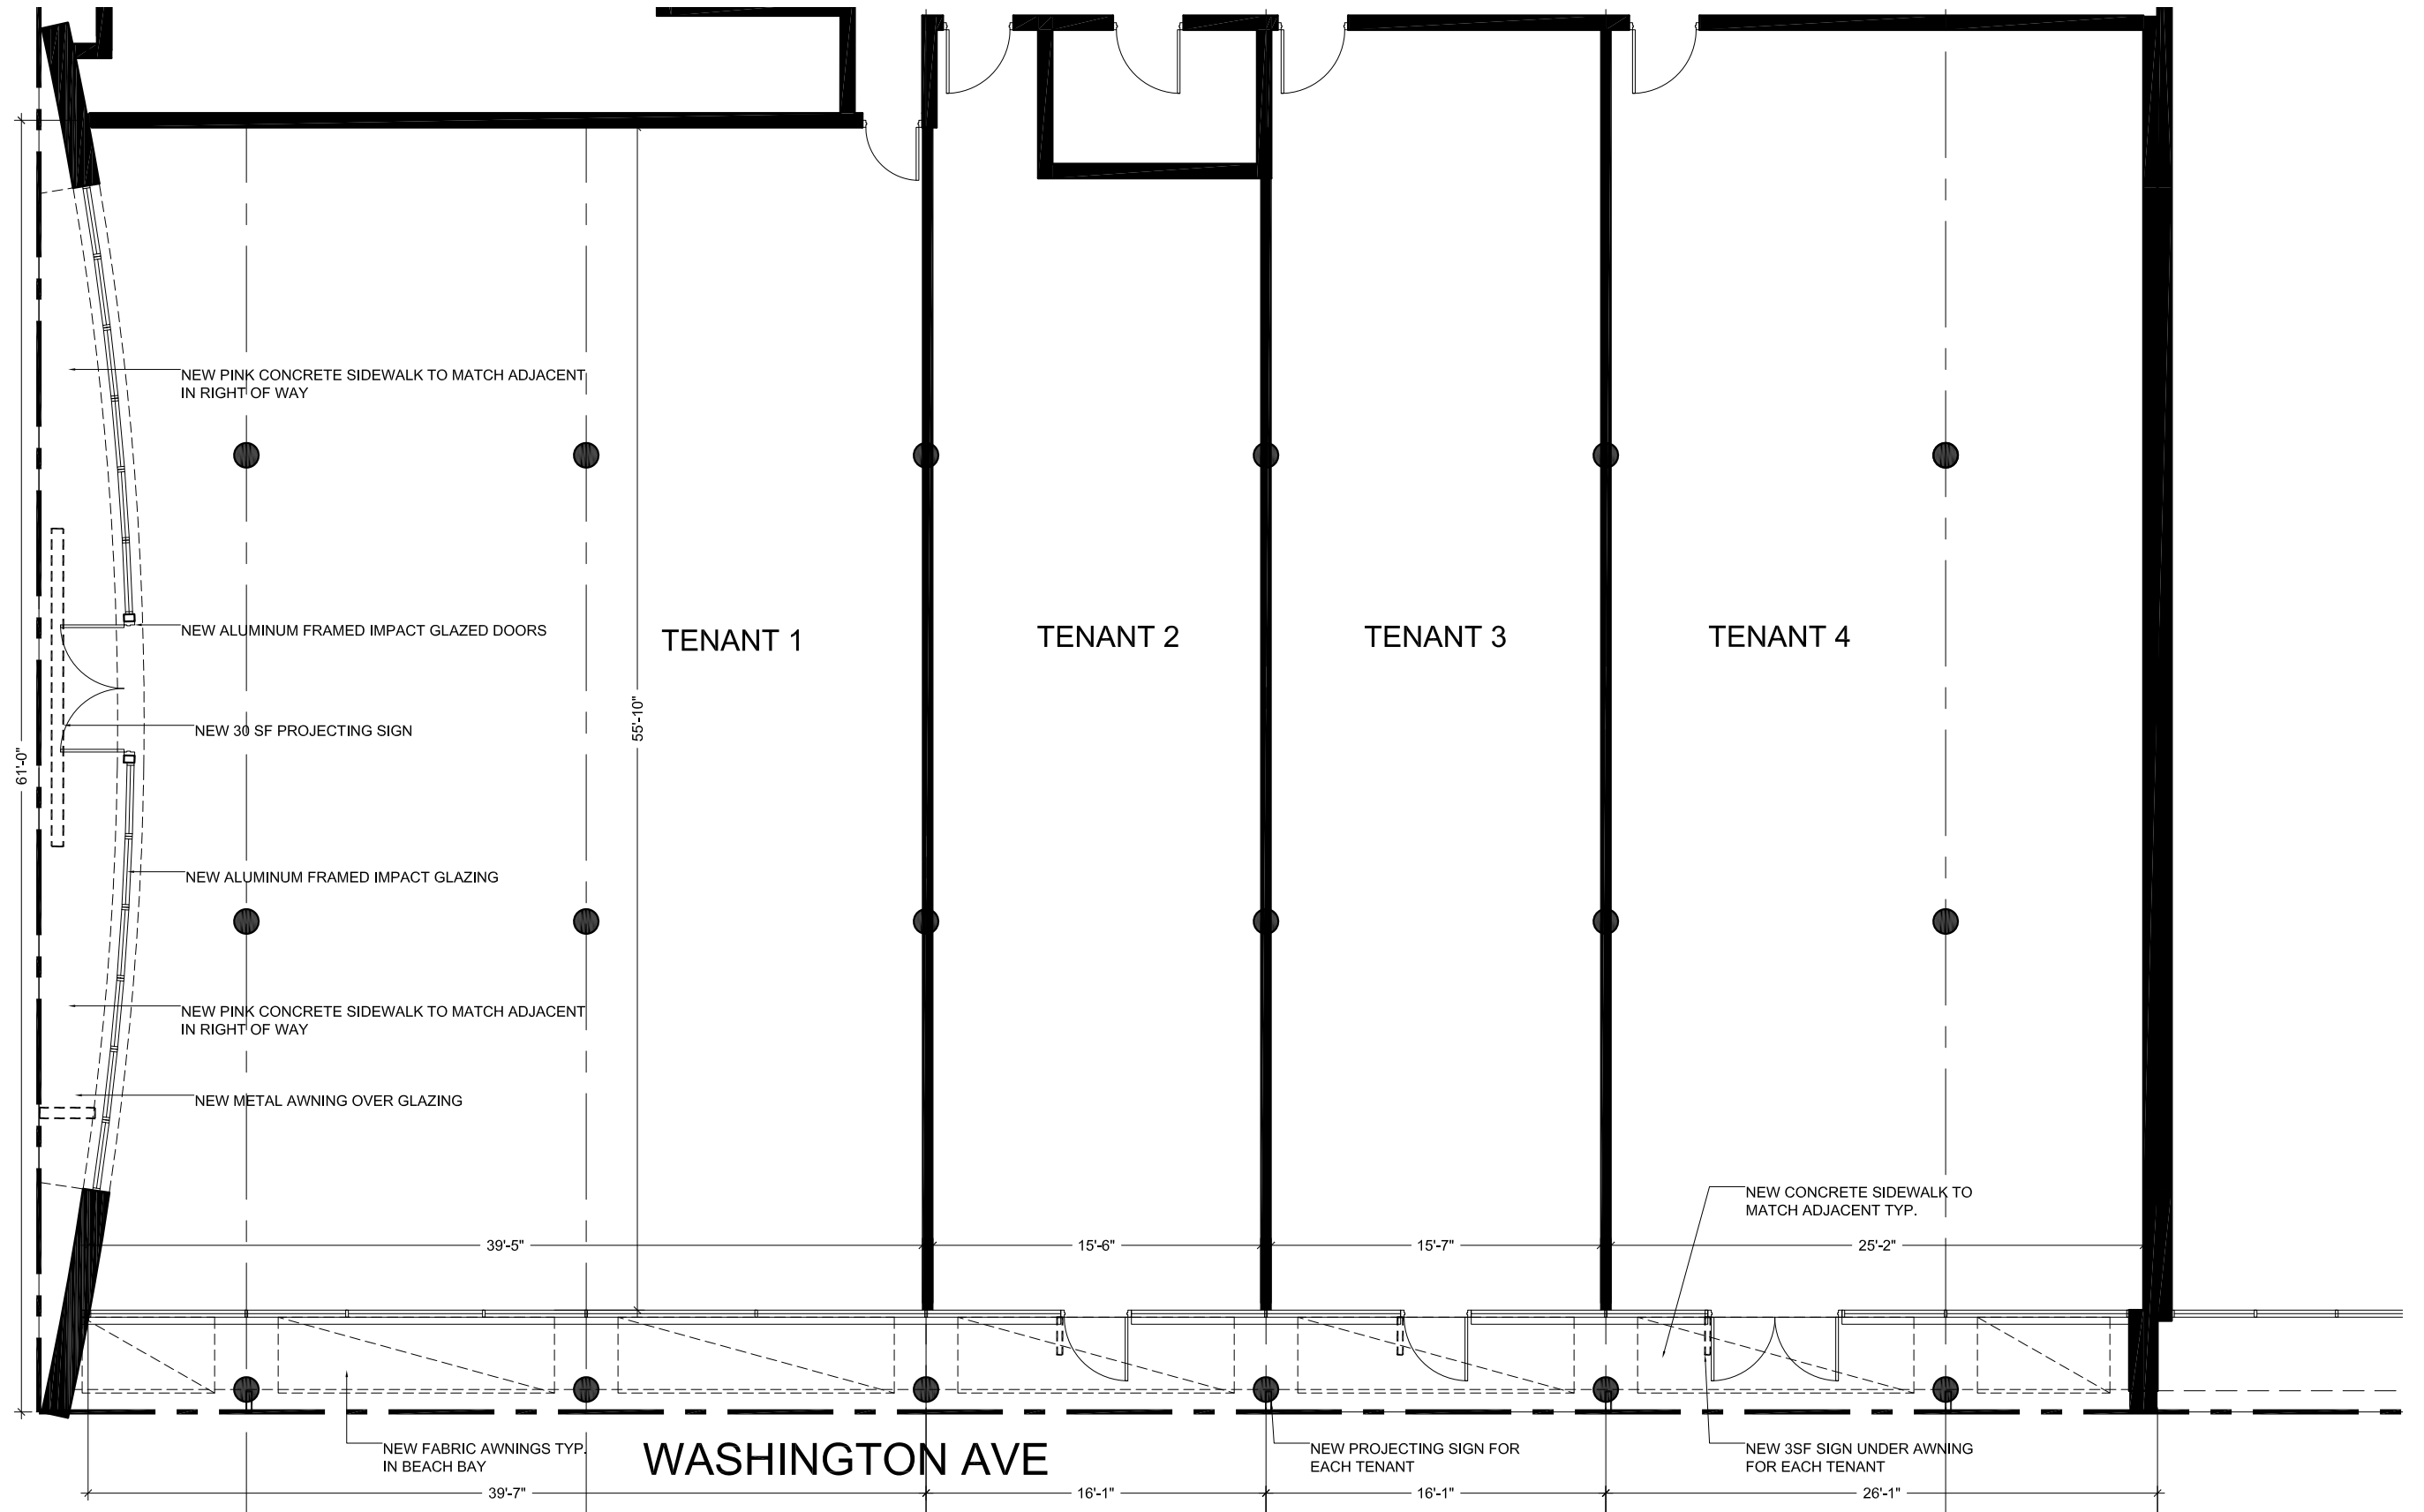 NEW PINK CONCRETE SIDEWALK TO MATCH ADJACENT
IN RIGHT OF WAY
NEW ALUMINUM FRAMED IMPACT GLAZED DOORS
TENANT 1
TENANT 2
TENANT 3
TENANT 4
55'-10"
61'-0"
NEW 30 SF PROJECTING SIGN
NEW ALUMINUM FRAMED IMPACT GLAZING
NEW PINK CONCRETE SIDEWALK TO MATCH ADJACENT
IN RIGHT OF WAY
NEW METAL AWNING OVER GLAZING
NEW CONCRETE SIDEWALK TO
MATCH ADJACENT TYP.
39'-5"
15'-6"
15'-7"
25'-2"
NEW FABRIC AWNINGS TYP.
IN BEACH BAY
WASHINGTON AVE
NEW PROJECTING SIGN FOR
EACH TENANT
NEW 3SF SIGN UNDER AWNING
FOR EACH TENANT
39'-7"
16'-1"
16'-1"
26'-1"